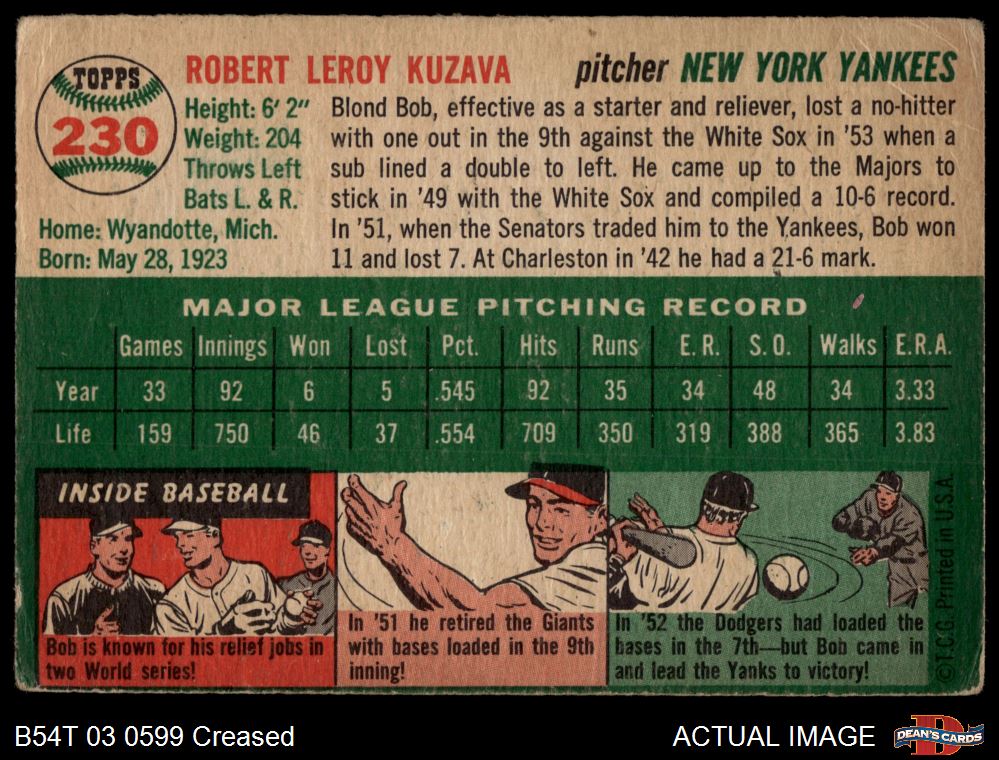 TOPPS
230
ROBERT LEROY KUZAVA
pitcher NEW YORK YANKEES
Height: 6' 2"
Weight: 204
Throws Left
Bats L. & R.
Home: Wyandotte, Mich.
Born: May 28, 1923
Blond Bob, effective as a starter and reliever, lost a no-hitter
with one out in the 9th against the White Sox in '53 when a
sub lined a double to left. He came up to the Majors to
stick in '49 with the White Sox and compiled a 10-6 record.
In '51, when the Senators traded him to the Yankees, Bob won
11 and lost 7. At Charleston in '42 he had a 21-6 mark.
MAJOR LEAGUE PITCHING RECORD
Games Innings Won Lost Pct. Hits Runs E. R. S. O. Walks E.R.A.
Year 33 92 6 5 .545 92 35 34 48 34 3.33
Life 159 750 46 37 .554 709 350 319 388 365 3.83
INSIDE BASEBALL
Bob is known for his relief jobs in
two World series!
In '51 he retired the Giants
with bases loaded in the 9th
inning!
In '52 the Dodgers had loaded the
bases in the 7th—but Bob came in
and lead the Yanks to victory!
©T.C.G. Printed in U.S.A.
B54T 03 0599 Creased
ACTUAL IMAGE
DEAN'S CARDS